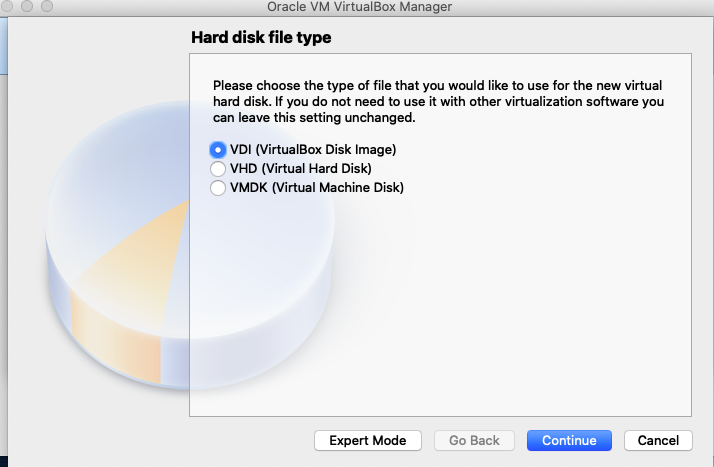 Oracle VM VirtualBox Manager
Hard disk file type
Please choose the type of file that you would like to use for the new virtual
hard disk. If you do not need to use it with other virtualization software you
can leave this setting unchanged.
VDI (VirtualBox Disk Image)
VHD (Virtual Hard Disk)
VMDK (Virtual Machine Disk)
Expert Mode
Go Back
Continue
Cancel